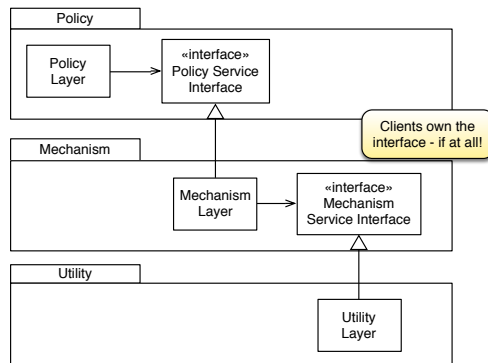 Policy
Policy
Layer
«interface»
Policy Service
Interface
Clients own the
interface - if at all!
Mechanism
Mechanism
Layer
«interface»
Mechanism
Service Interface
Utility
Utility
Layer